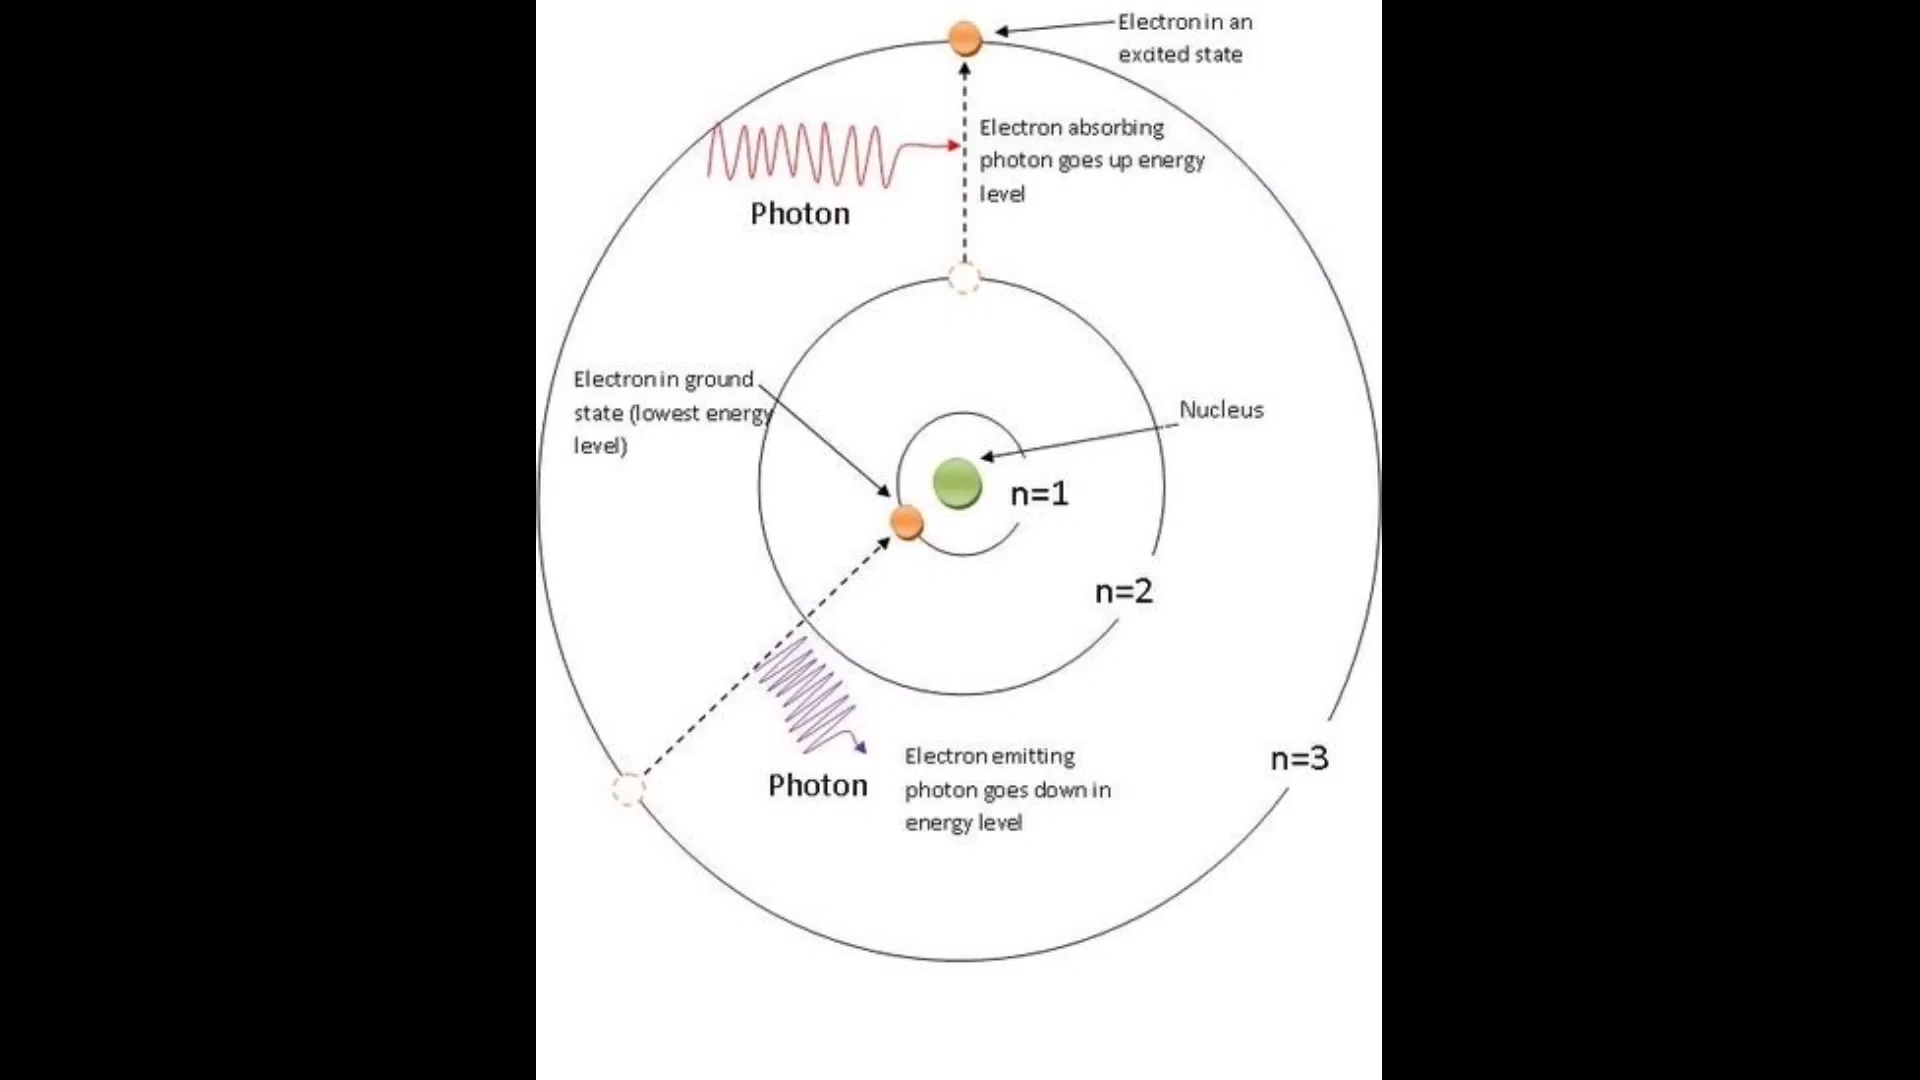 Electron in an
excited state
Electron absorbing
photon goes up energy
level
Photon
Electron in ground
state (lowest energy
level)
Nucleus
n=1
n=2
n=3
Photon
Electron emitting
photon goes down in
energy level